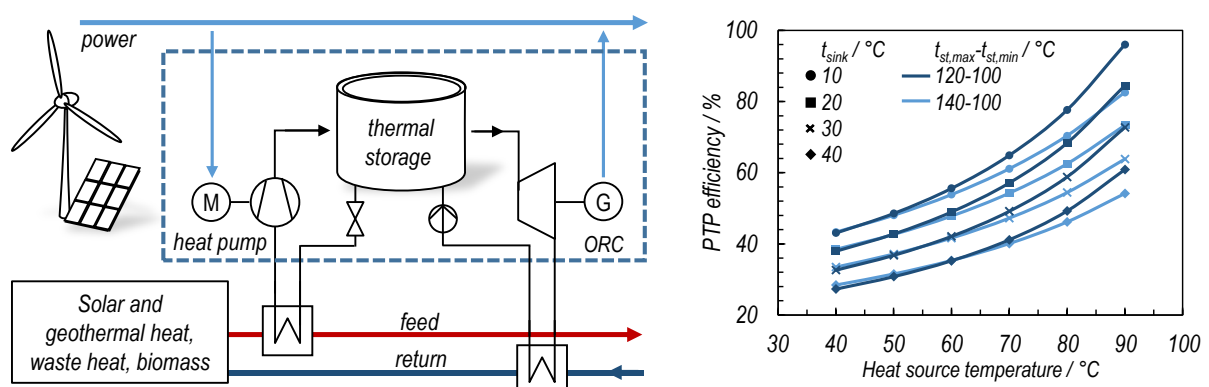 power
thermal
storage
M
G
heat pump
ORC
Solar and
geothermal heat,
waste heat, biomass
feed
return
PTP efficiency / %
100
80
60
40
20
t_sink / °C
10
20
30
40
t_st,max-t_st,min / °C
120-100
140-100
30 40 50 60 70 80 90 100
Heat source temperature / °C